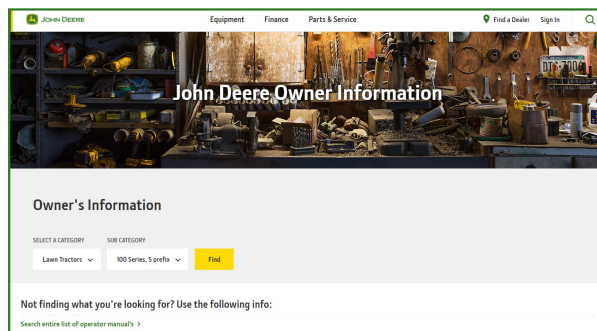 JOHN DEERE
Equipment Finance Parts & Service
Find a Dealer Sign In
John Deere Owner Information
Owner's Information
SELECT A CATEGORY SUB CATEGORY
Lawn Tractors 100 Series, S prefix Find
Not finding what you're looking for? Use the following info:
Search entire list of operator manual's >